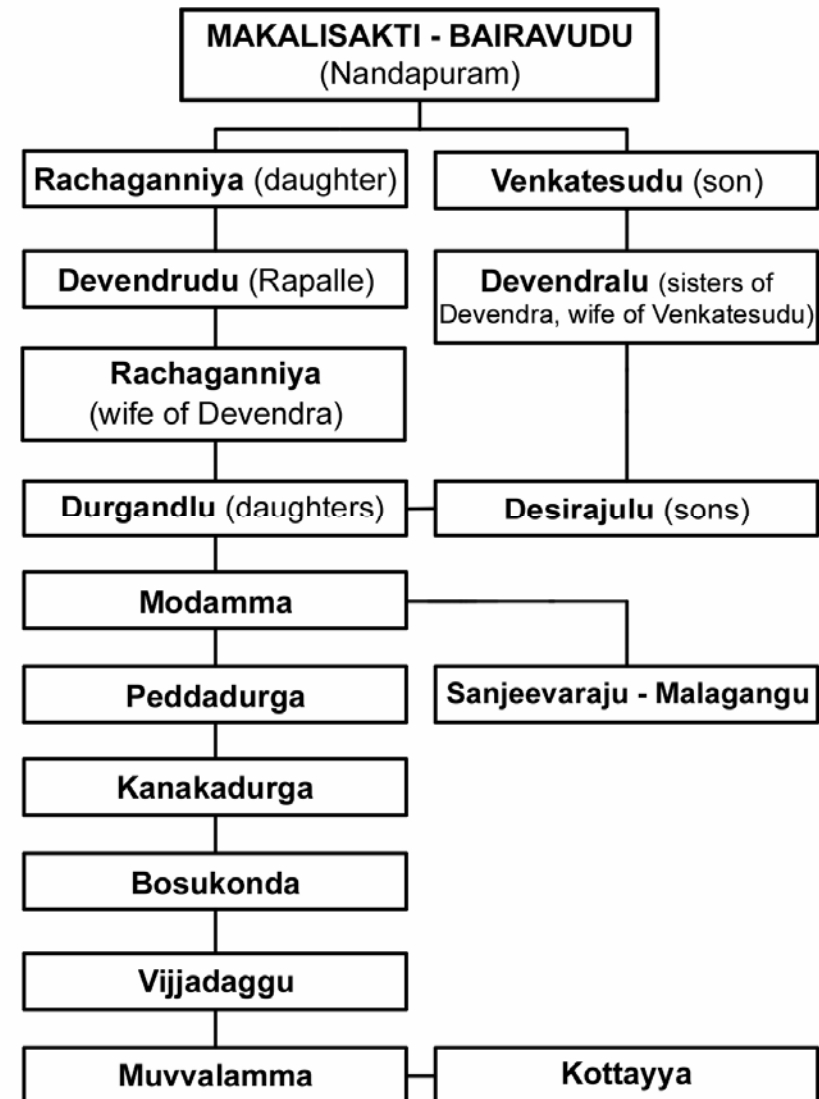 MAKALISAKTI - BAIRAVUDU
(Nandapuram)
Rachaganniya (daughter)
Venkatesudu (son)
Devendrudu (Rapalle)
Devendralu (sisters of
Devendra, wife of Venkatesudu)
Rachaganniya
(wife of Devendra)
Durgandlu (daughters)
Desirajulu (sons)
Modamma
Peddadurga
Sanjeevaraju - Malagangu
Kanakadurga
Bosukonda
Vijjadaggu
Muvvalamma
Kottayya